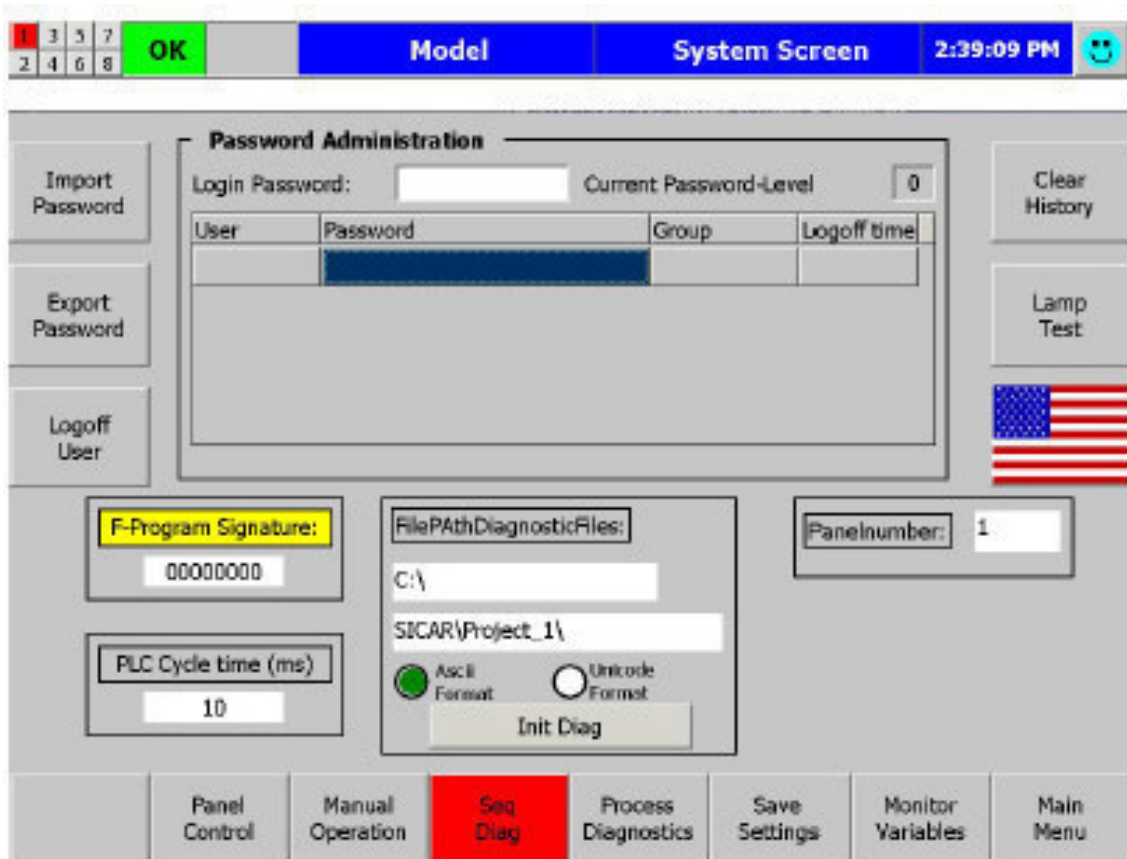 1 3 5 7
2 4 6 8
OK
Model
System Screen
2:39:09 PM
Password Administration
Import
Password
Login Password:
Current Password-Level
0
Clear
History
User
Password
Group
Logoff time
Export
Password
Lamp
Test
Logoff
User
F-Program Signature:
00000000
FilePAthDiagnosticFiles:
C:\
SICAR\Project_1\
Ascii
Format
Unicode
Format
Init Diag
Panelnumber:
1
PLC Cycle time (ms)
10
Panel
Control
Manual
Operation
Seq
Diag
Process
Diagnostics
Save
Settings
Monitor
Variables
Main
Menu